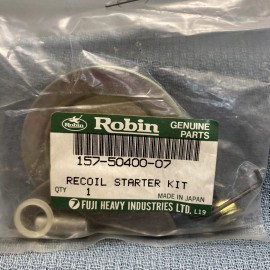 Robin
Robin
GENUINE
PARTS
157-50400-07
RECOIL STARTER KIT
QTY 1
MADE IN JAPAN
FUJI HEAVY INDUSTRIES LTD. L19